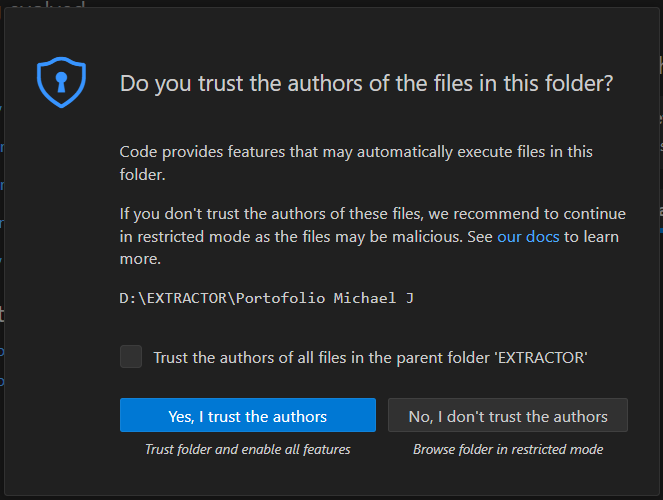 evolved
Do you trust the authors of the files in this folder?
Code provides features that may automatically execute files in this
folder.
If you don't trust the authors of these files, we recommend to continue
in restricted mode as the files may be malicious. See our docs to learn
more.
D:\EXTRACTOR\Portofolio Michael J
Trust the authors of all files in the parent folder 'EXTRACTOR'
Yes, I trust the authors
No, I don't trust the authors
Trust folder and enable all features
Browse folder in restricted mode